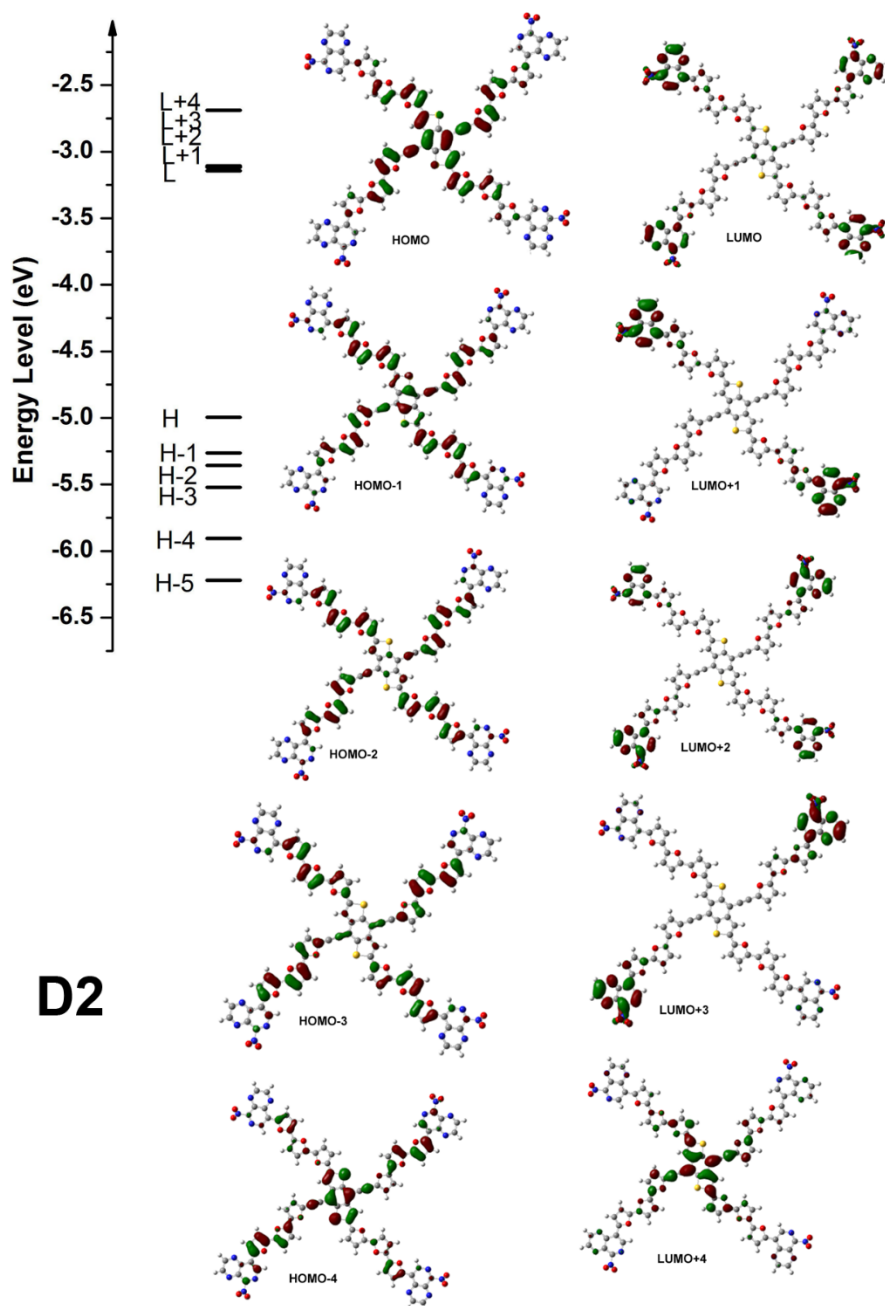 Energy Level (eV)
-2.5
-3.0
-3.5
-4.0
-4.5
-5.0
-5.5
-6.0
-6.5
L+4
L+3
L+2
L+1
L
H
H-1
H-2
H-3
H-4
H-5
HOMO
LUMO
HOMO-1
LUMO+1
HOMO-2
LUMO+2
D2
HOMO-3
LUMO+3
HOMO-4
LUMO+4